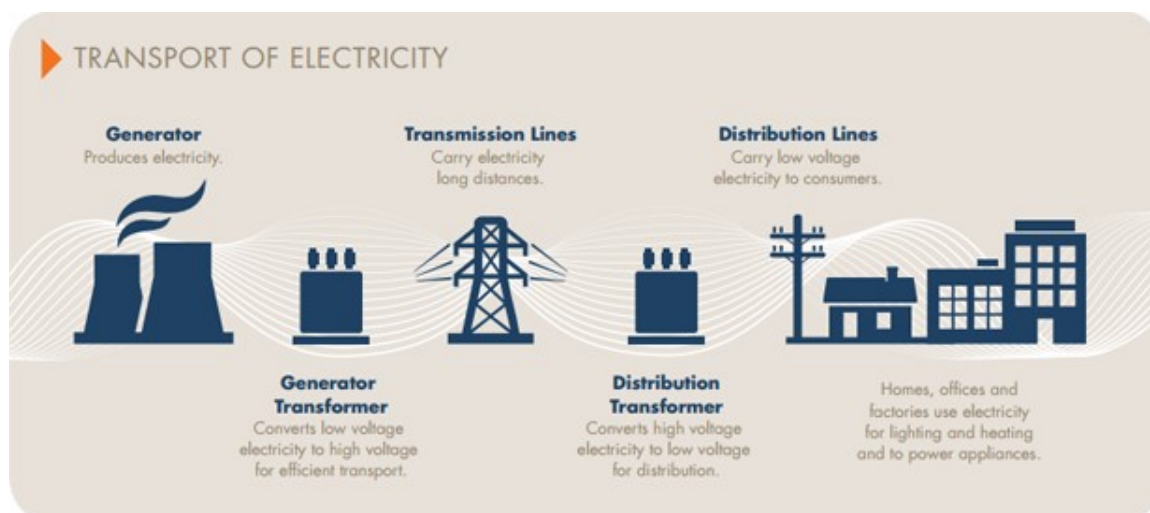 TRANSPORT OF ELECTRICITY
Generator
Produces electricity.
Transmission Lines
Carry electricity
long distances.
Distribution Lines
Carry low voltage
electricity to consumers.
Generator
Transformer
Converts low voltage
electricity to high voltage
for efficient transport.
Distribution
Transformer
Converts high voltage
electricity to low voltage
for distribution.
Homes, offices and
factories use electricity
for lighting and heating
and to power appliances.